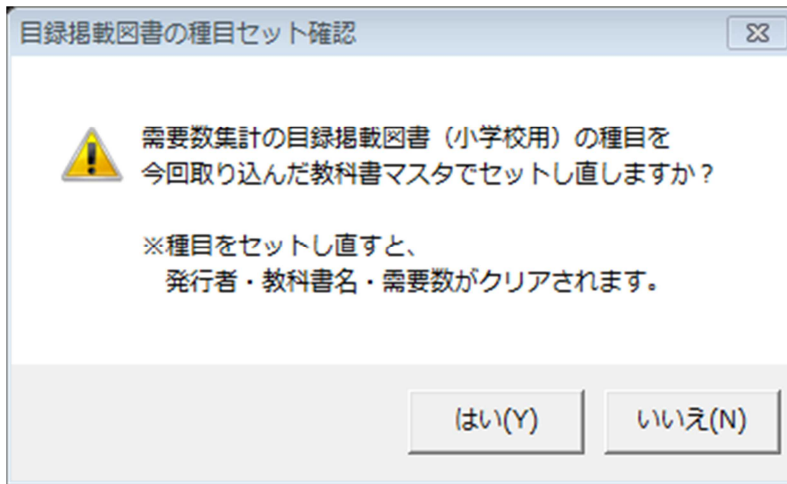 目録掲載図書の種目セット確認
需要数集計の目録掲載図書（小学校用）の種目を
今回取り込んだ教科書マスタでセットし直しますか？
※種目をセットし直すと、
発行者・教科書名・需要数がクリアされます。
はい(Y)
いいえ(N)